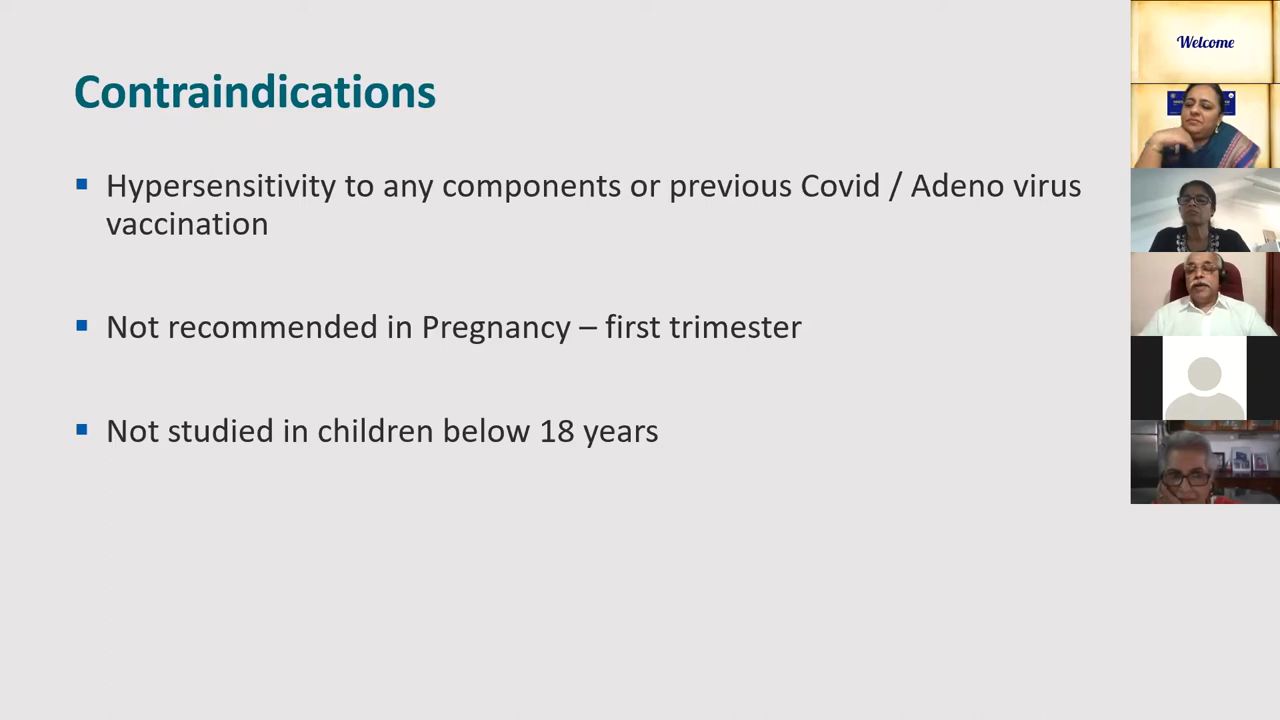 Contraindications
Hypersensitivity to any components or previous Covid / Adeno virus
vaccination
Not recommended in Pregnancy – first trimester
Not studied in children below 18 years
Welcome